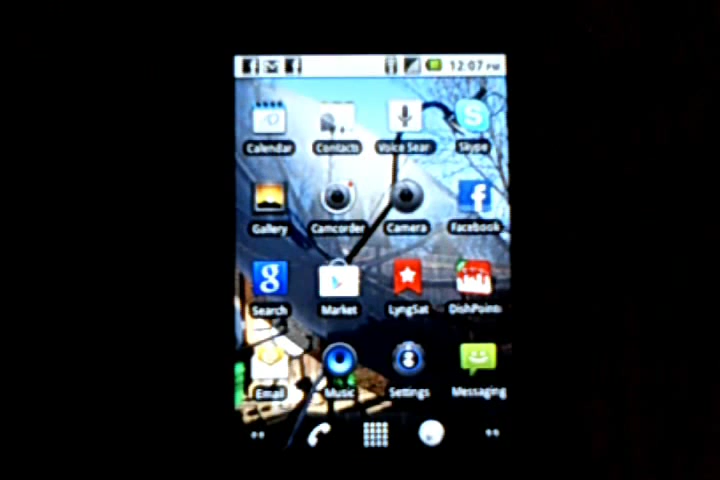 12:07 PM
Calendar Contacts Voice Sear Skype
Gallery Camcorder Camera Facebook
Search Market LyngSat DishPoint
Email Music Settings Messaging